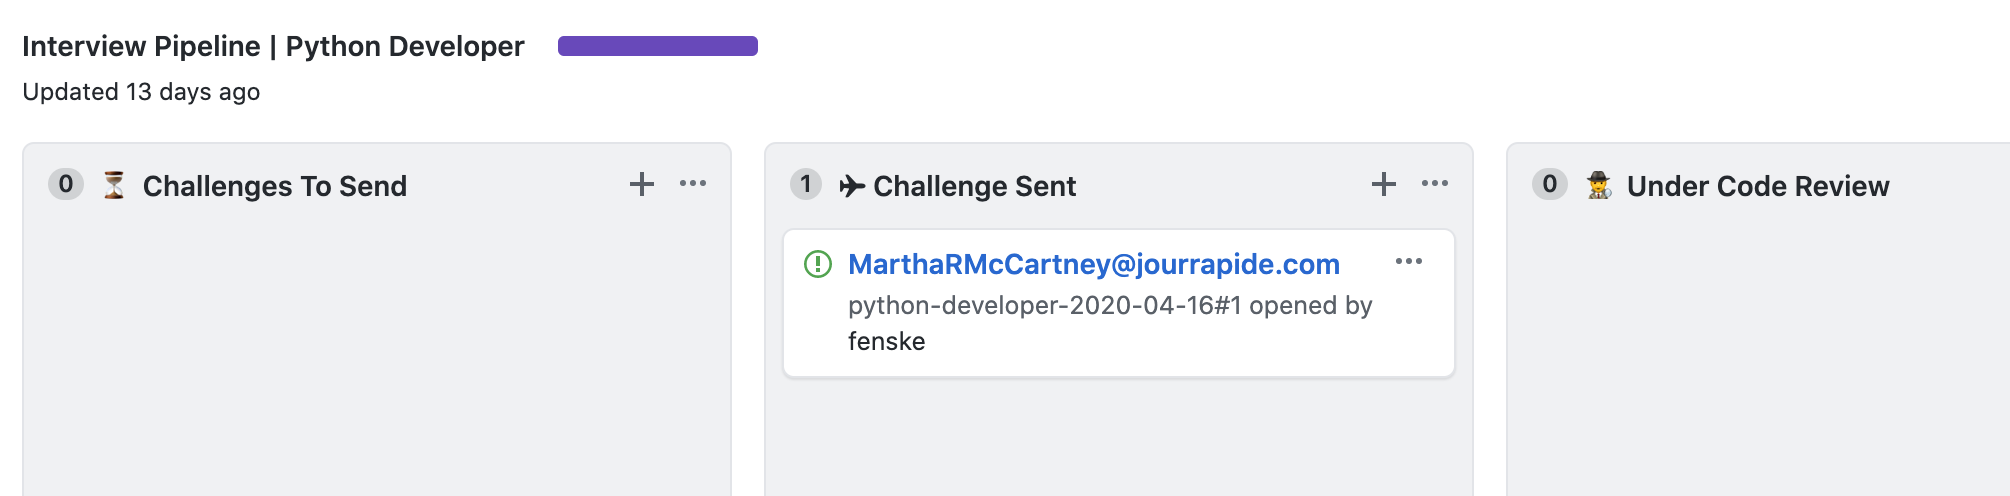 Interview Pipeline | Python Developer
Updated 13 days ago
0 ⏳ Challenges To Send
1 ✈ Challenge Sent
MarthaRMcCartney@jourrapide.com
python-developer-2020-04-16#1 opened by
fenske
0 🕵 Under Code Review